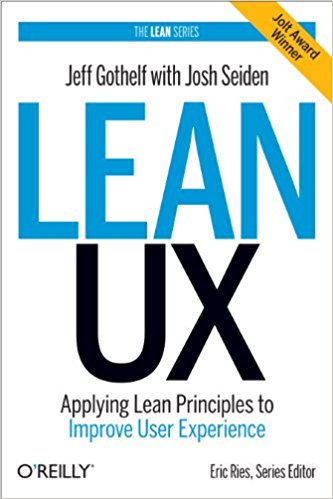 THE LEAN SERIES
Jolt Award
Winner
Jeff Gothelf with Josh Seiden
LEAN
UX
Applying Lean Principles to
Improve User Experience
O'REILLY®
Eric Ries, Series Editor